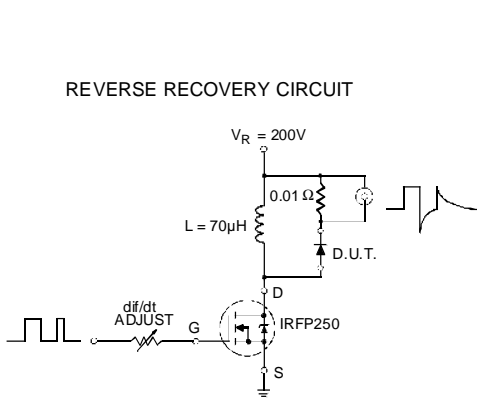 REVERSE RECOVERY CIRCUIT
VR = 200V
0.01 Ω
L = 70µH
D.U.T.
D
dif/dt
ADJUST
G
IRFP250
S